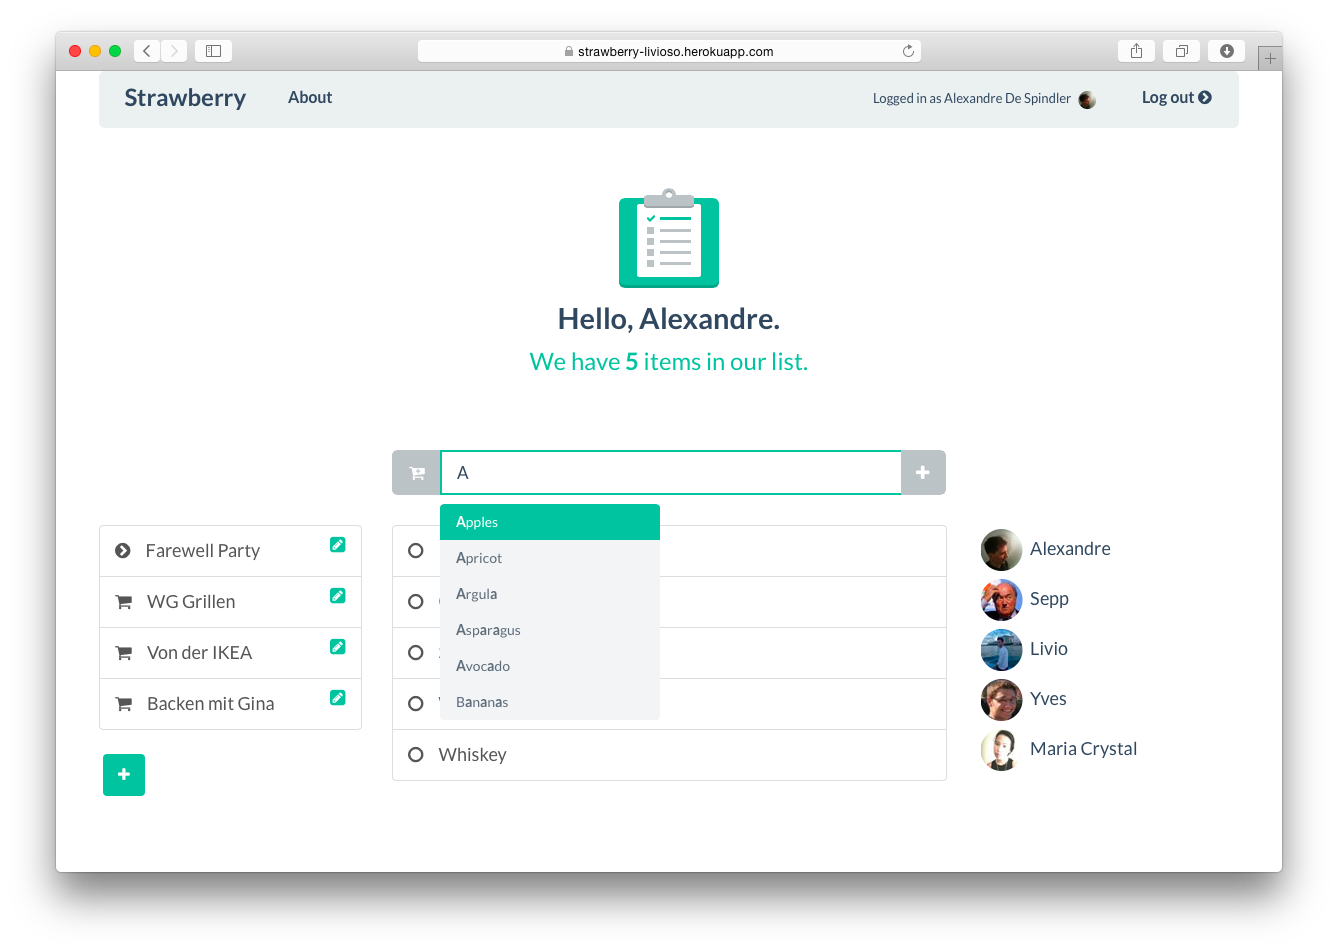 strawberry-livioso.herokuapp.com
Strawberry
About
Logged in as Alexandre De Spindler
Log out
Hello, Alexandre.
We have 5 items in our list.
A
Apples
Apricot
Argula
Asparagus
Avocado
Bananas
Farewell Party
WG Grillen
Von der IKEA
Backen mit Gina
Whiskey
Alexandre
Sepp
Livio
Yves
Maria Crystal